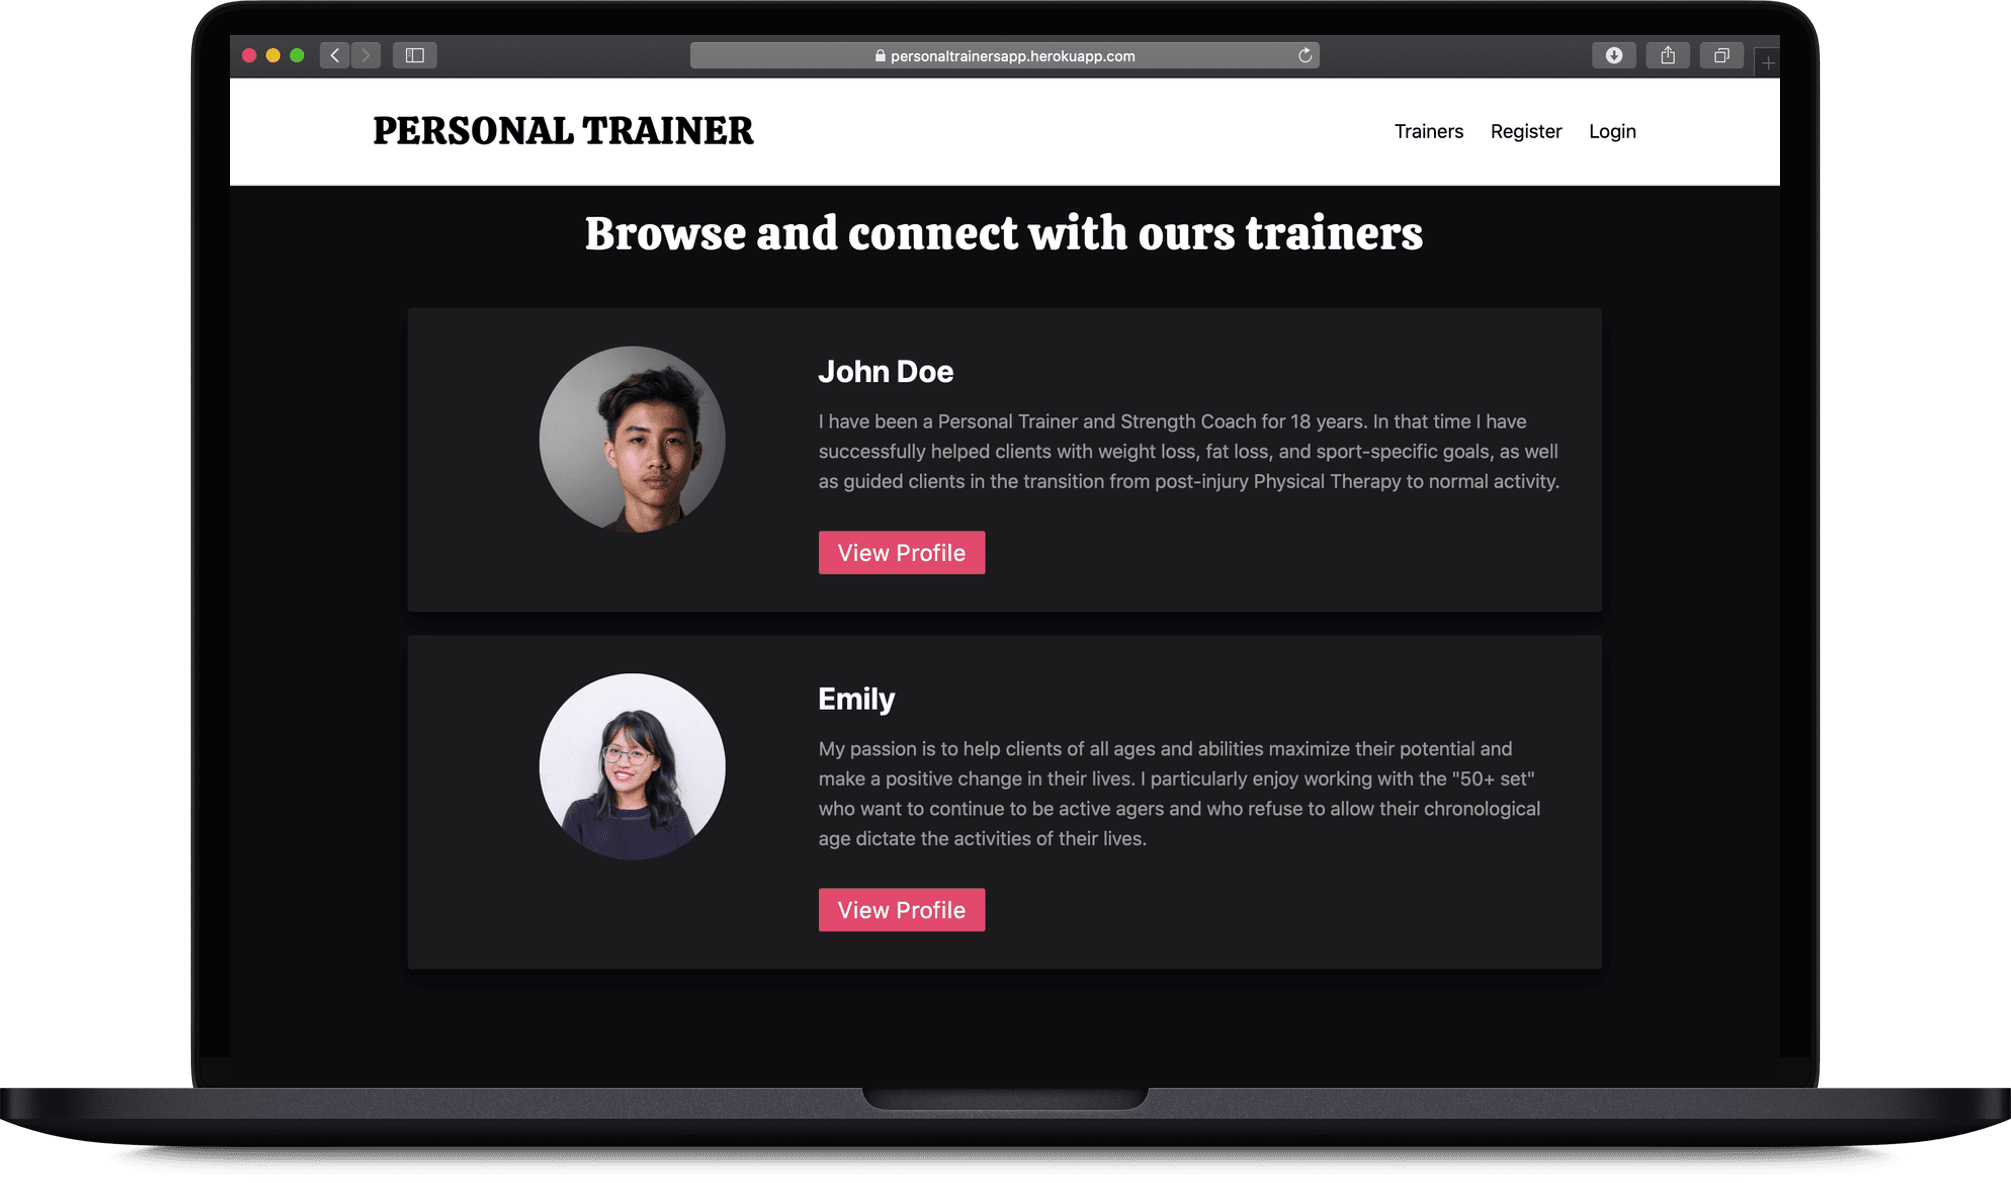 personaltrainersapp.herokuapp.com
PERSONAL TRAINER
Trainers
Register
Login
Browse and connect with ours trainers
John Doe
I have been a Personal Trainer and Strength Coach for 18 years. In that time I have
successfully helped clients with weight loss, fat loss, and sport-specific goals, as well
as guided clients in the transition from post-injury Physical Therapy to normal activity.
View Profile
Emily
My passion is to help clients of all ages and abilities maximize their potential and
make a positive change in their lives. I particularly enjoy working with the "50+ set"
who want to continue to be active agers and who refuse to allow their chronological
age dictate the activities of their lives.
View Profile